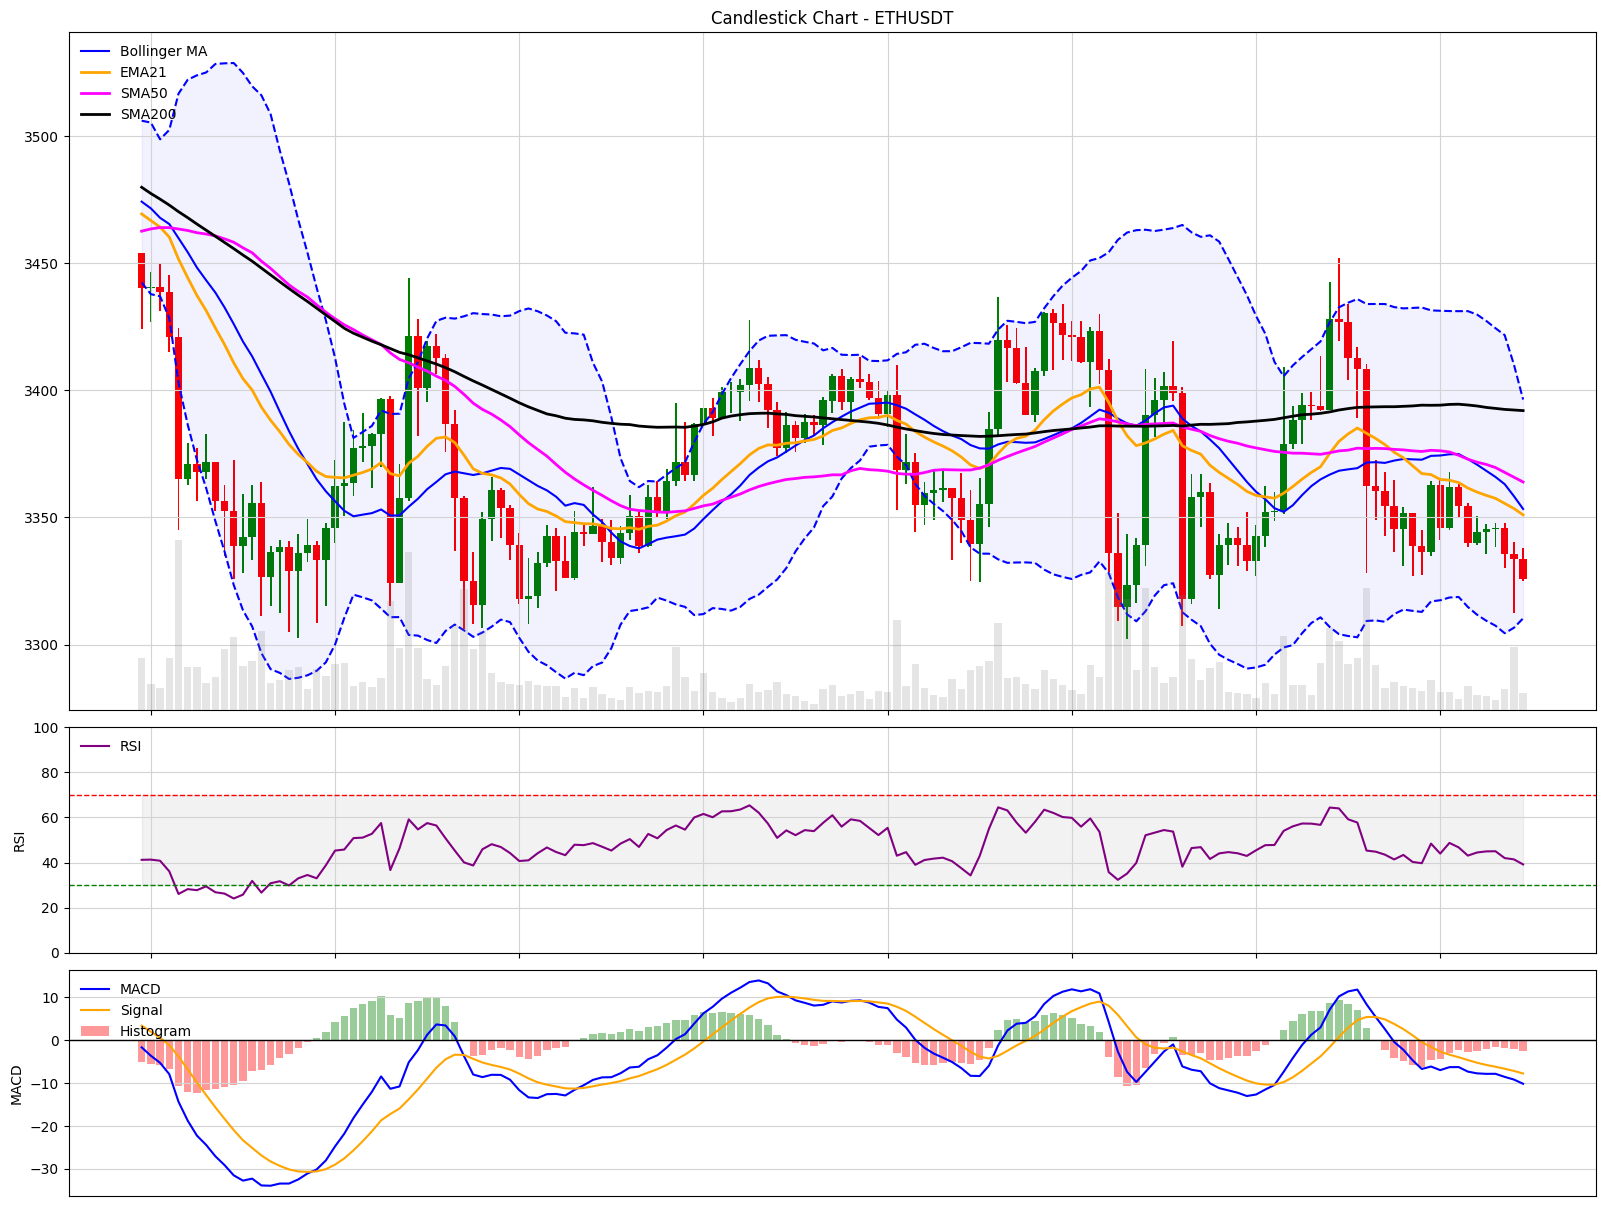 Candlestick Chart - ETHUSDT
Bollinger MA
EMA21
SMA50
SMA200
3500
3450
3400
3350
3300
RSI
100
80
60
40
20
0
RSI
MACD
Signal
Histogram
10
0
−10
−20
−30
MACD